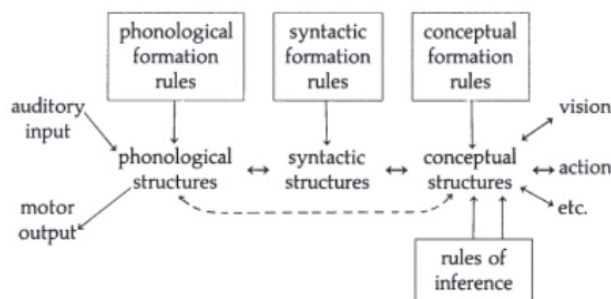 phonological
formation
rules
syntactic
formation
rules
conceptual
formation
rules
auditory
input
vision
phonological
structures
syntactic
structures
conceptual
structures
action
motor
output
etc.
rules of
inference